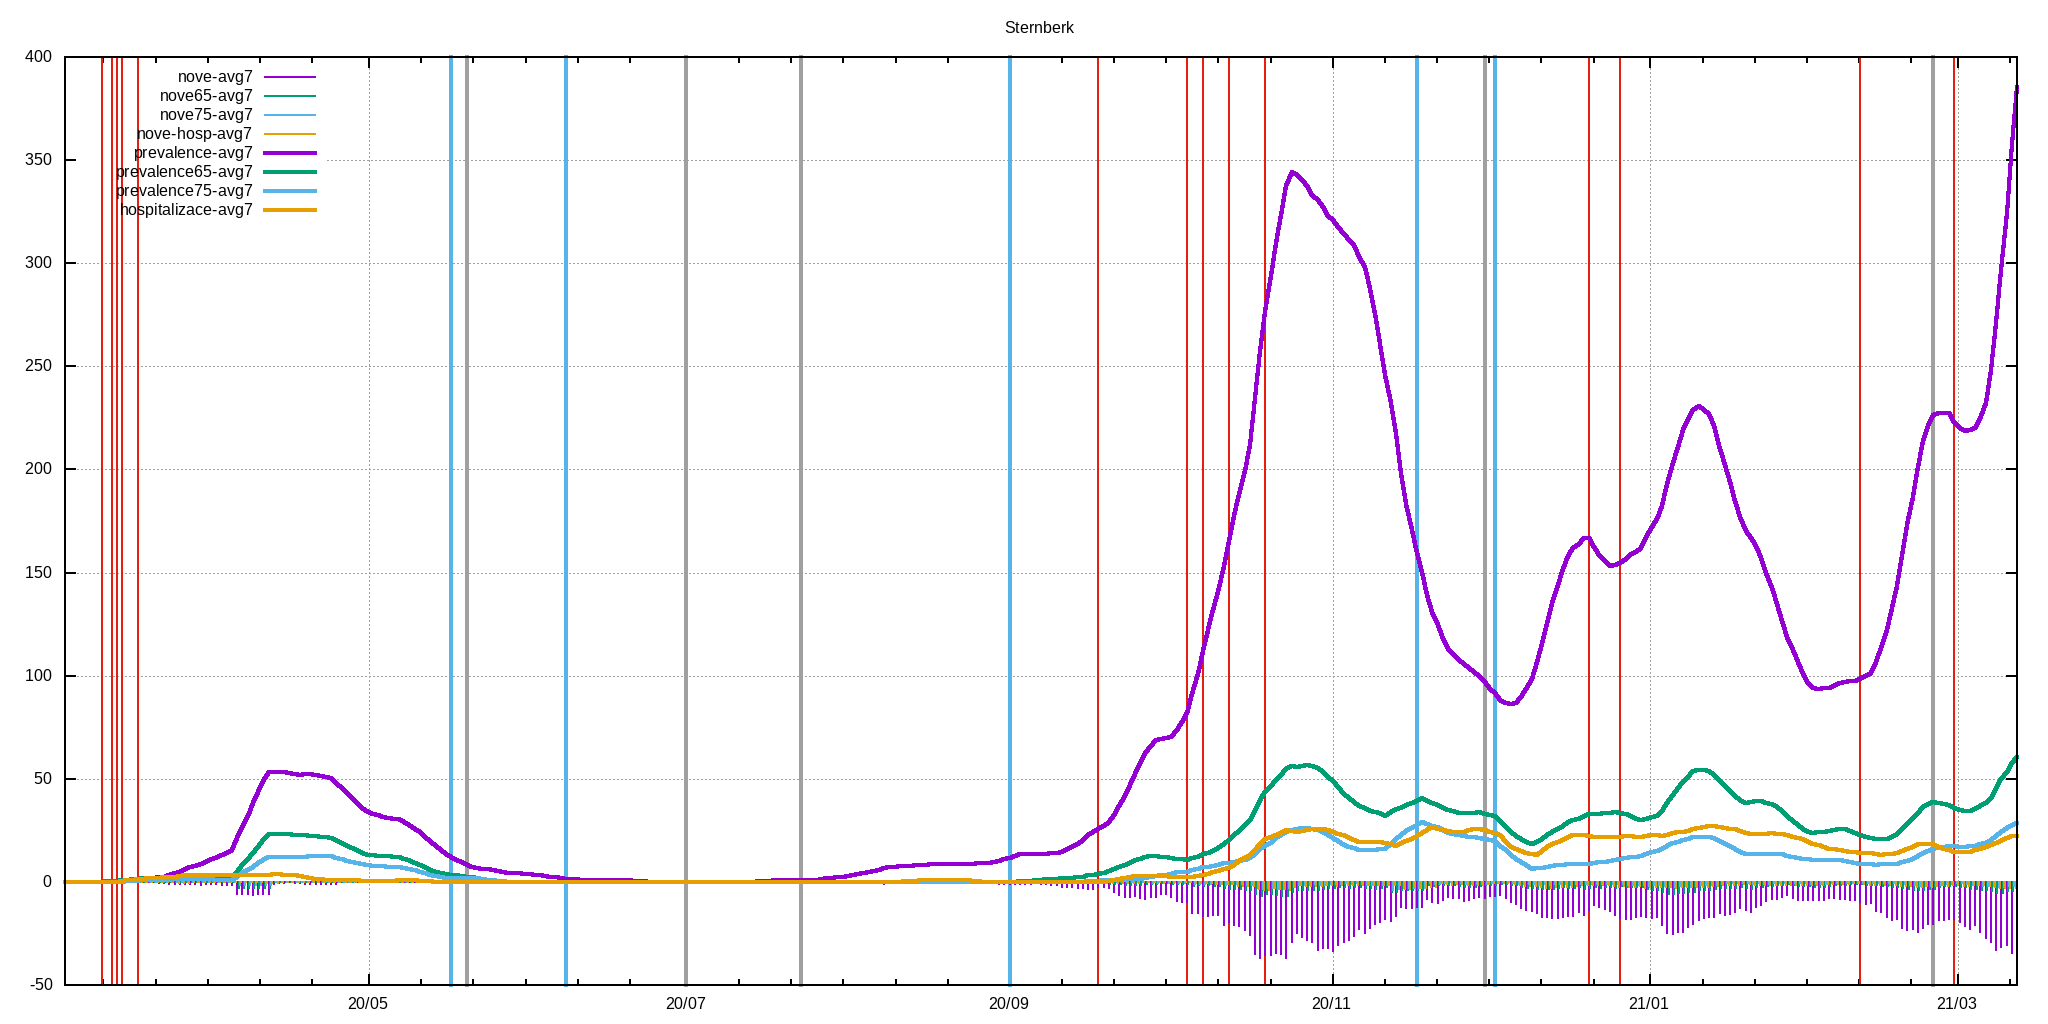 Sternberk
400
350
300
250
200
150
100
50
0
-50
nove-avg7
nove65-avg7
nove75-avg7
nove-hosp-avg7
prevalence-avg7
prevalence65-avg7
prevalence75-avg7
hospitalizace-avg7
20/05
20/07
20/09
20/11
21/01
21/03